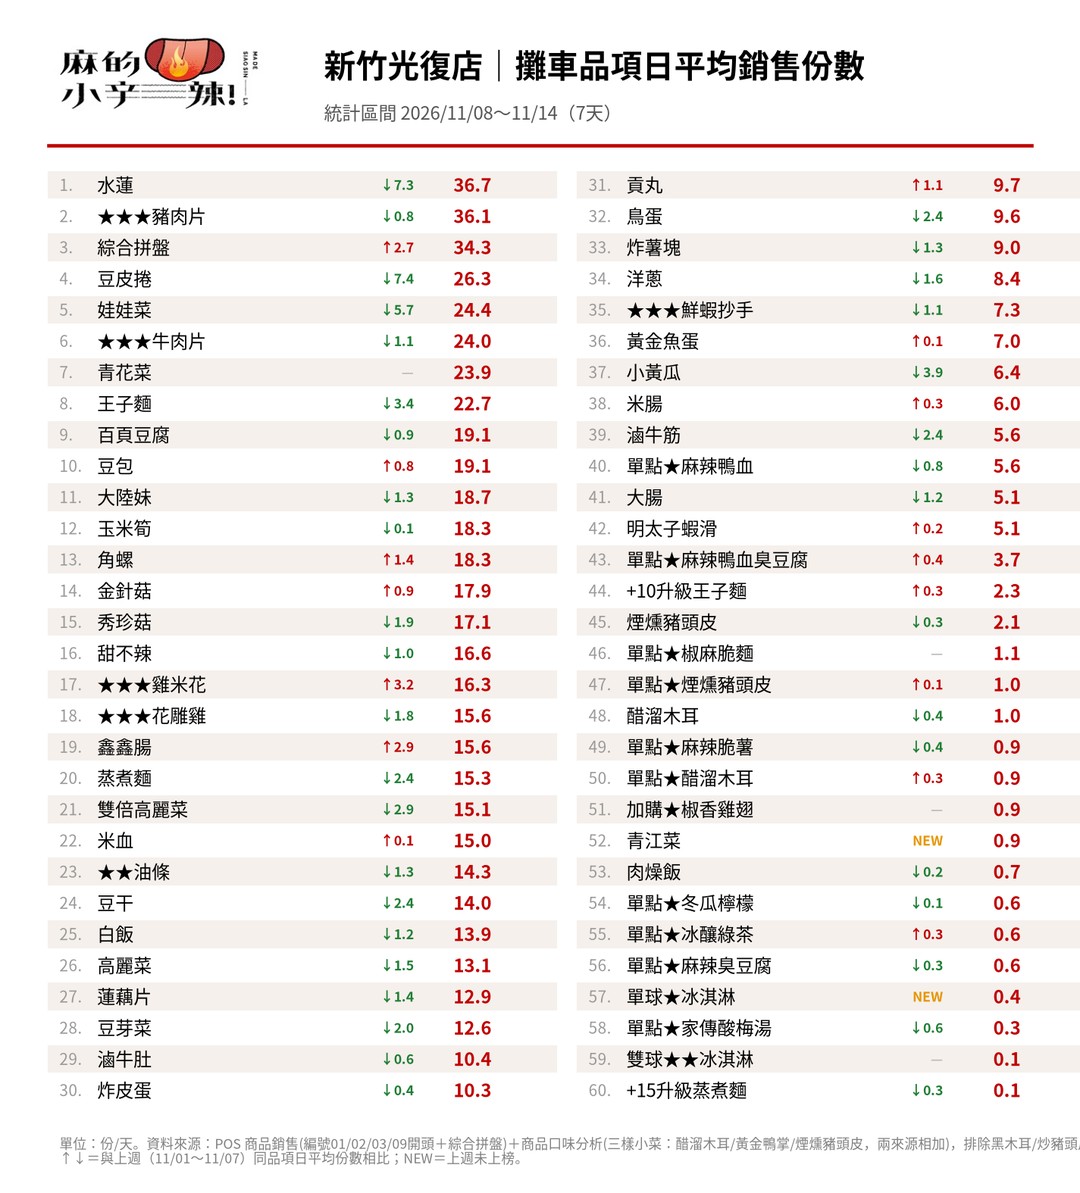 麻的
小辛辣!
MADE
SIAO SIN LA
新竹光復店｜攤車品項日平均銷售份數
統計區間 2026/11/08～11/14（7天）
1. 水蓮 ↓7.3 36.7
2. ★★★豬肉片 ↓0.8 36.1
3. 綜合拼盤 ↑2.7 34.3
4. 豆皮捲 ↓7.4 26.3
5. 娃娃菜 ↓5.7 24.4
6. ★★★牛肉片 ↓1.1 24.0
7. 青花菜 — 23.9
8. 王子麵 ↓3.4 22.7
9. 百頁豆腐 ↓0.9 19.1
10. 豆包 ↑0.8 19.1
11. 大陸妹 ↓1.3 18.7
12. 玉米筍 ↓0.1 18.3
13. 角螺 ↑1.4 18.3
14. 金針菇 ↑0.9 17.9
15. 秀珍菇 ↓1.9 17.1
16. 甜不辣 ↓1.0 16.6
17. ★★★雞米花 ↑3.2 16.3
18. ★★★花雕雞 ↓1.8 15.6
19. 鑫鑫腸 ↑2.9 15.6
20. 蒸煮麵 ↓2.4 15.3
21. 雙倍高麗菜 ↓2.9 15.1
22. 米血 ↑0.1 15.0
23. ★★油條 ↓1.3 14.3
24. 豆干 ↓2.4 14.0
25. 白飯 ↓1.2 13.9
26. 高麗菜 ↓1.5 13.1
27. 蓮藕片 ↓1.4 12.9
28. 豆芽菜 ↓2.0 12.6
29. 滷牛肚 ↓0.6 10.4
30. 炸皮蛋 ↓0.4 10.3
31. 貢丸 ↑1.1 9.7
32. 鳥蛋 ↓2.4 9.6
33. 炸薯塊 ↓1.3 9.0
34. 洋蔥 ↓1.6 8.4
35. ★★★鮮蝦抄手 ↓1.1 7.3
36. 黃金魚蛋 ↑0.1 7.0
37. 小黃瓜 ↓3.9 6.4
38. 米腸 ↑0.3 6.0
39. 滷牛筋 ↓2.4 5.6
40. 單點★麻辣鴨血 ↓0.8 5.6
41. 大腸 ↓1.2 5.1
42. 明太子蝦滑 ↑0.2 5.1
43. 單點★麻辣鴨血臭豆腐 ↑0.4 3.7
44. +10升級王子麵 ↑0.3 2.3
45. 煙燻豬頭皮 ↓0.3 2.1
46. 單點★椒麻脆麵 — 1.1
47. 單點★煙燻豬頭皮 ↑0.1 1.0
48. 醋溜木耳 ↓0.4 1.0
49. 單點★麻辣脆薯 ↓0.4 0.9
50. 單點★醋溜木耳 ↑0.3 0.9
51. 加購★椒香雞翅 — 0.9
52. 青江菜 NEW 0.9
53. 肉燥飯 ↓0.2 0.7
54. 單點★冬瓜檸檬 ↓0.1 0.6
55. 單點★冰釀綠茶 ↑0.3 0.6
56. 單點★麻辣臭豆腐 ↓0.3 0.6
57. 單球★冰淇淋 NEW 0.4
58. 單點★家傳酸梅湯 ↓0.6 0.3
59. 雙球★★冰淇淋 — 0.1
60. +15升級蒸煮麵 ↓0.3 0.1
單位：份/天。資料來源：POS 商品銷售(編號01/02/03/09開頭＋綜合拼盤)＋商品口味分析(三樣小菜：醋溜木耳/黃金鴨掌/煙燻豬頭皮，兩來源相加)，排除黑木耳/炒豬頭
↑↓＝與上週（11/01～11/07）同品項日平均份數相比；NEW＝上週未上榜。